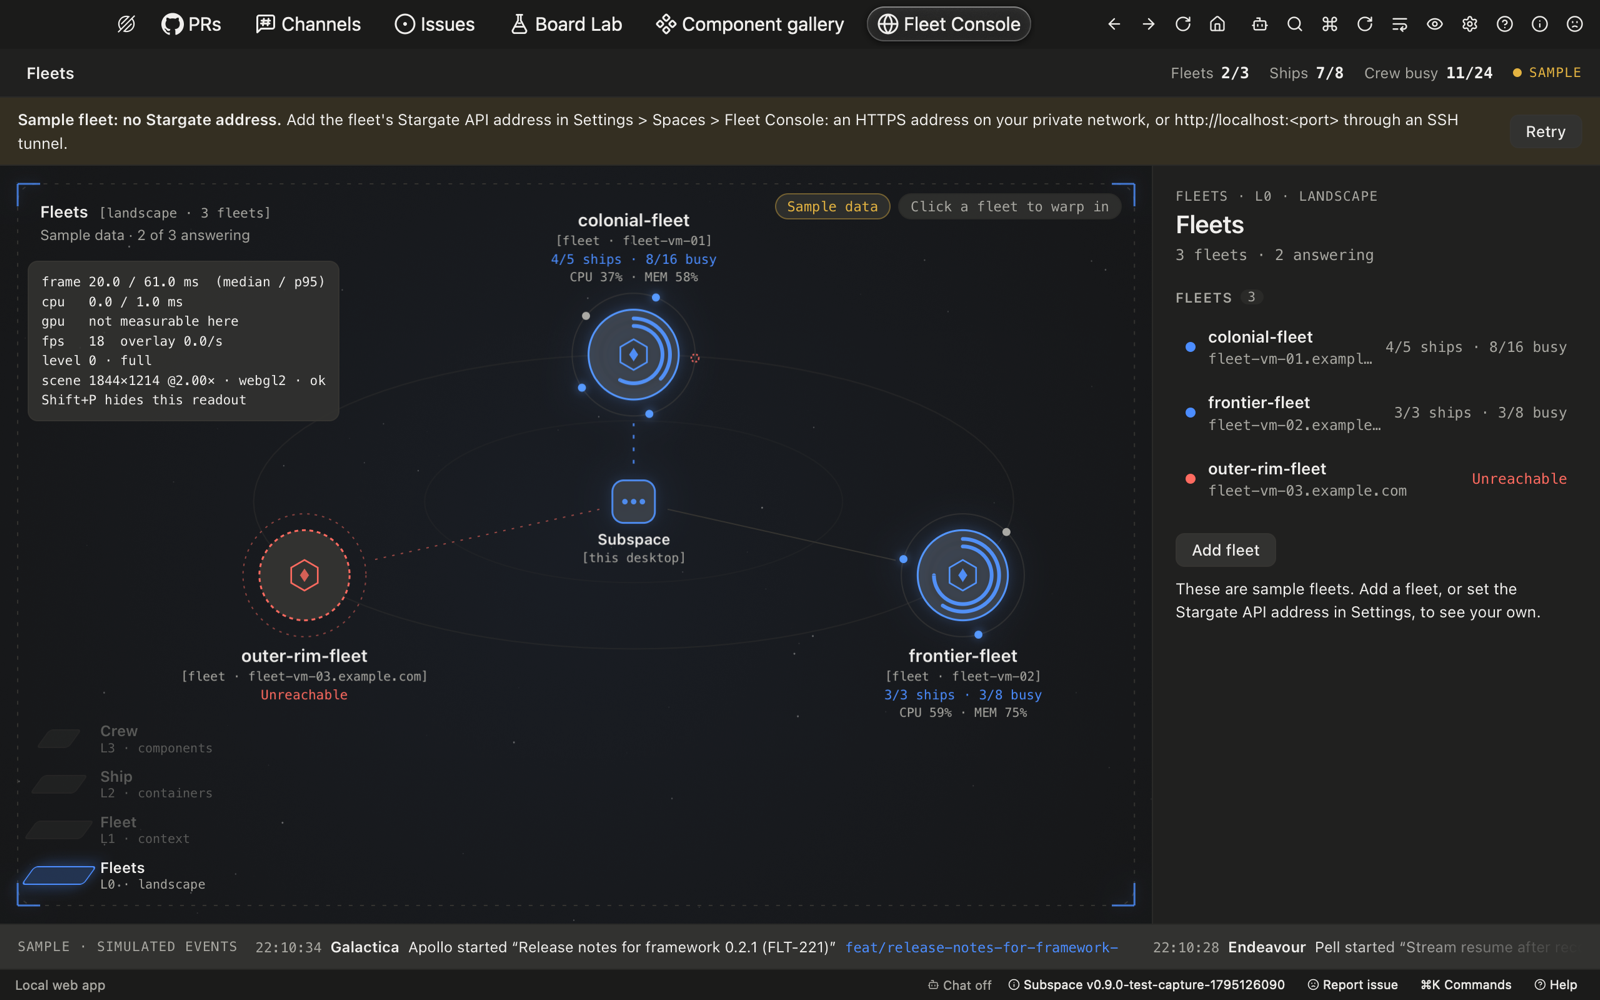 PRs
Channels
Issues
Board Lab
Component gallery
Fleet Console
Fleets
Fleets 2/3
Ships 7/8
Crew busy 11/24
SAMPLE
Sample fleet: no Stargate address. Add the fleet's Stargate API address in Settings > Spaces > Fleet Console: an HTTPS address on your private network, or http://localhost:<port> through an SSH
tunnel.
Retry
Fleets [landscape · 3 fleets]
Sample data · 2 of 3 answering
Sample data
Click a fleet to warp in
frame 20.0 / 61.0 ms (median / p95)
cpu 0.0 / 1.0 ms
gpu not measurable here
fps 18 overlay 0.0/s
level 0 · full
scene 1844×1214 @2.00× · webgl2 · ok
Shift+P hides this readout
colonial-fleet
[fleet · fleet-vm-01]
4/5 ships · 8/16 busy
CPU 37% · MEM 58%
Subspace
[this desktop]
outer-rim-fleet
[fleet · fleet-vm-03.example.com]
Unreachable
frontier-fleet
[fleet · fleet-vm-02]
3/3 ships · 3/8 busy
CPU 59% · MEM 75%
Crew
L3 · components
Ship
L2 · containers
Fleet
L1 · context
Fleets
L0 · landscape
FLEETS · L0 · LANDSCAPE
Fleets
3 fleets · 2 answering
FLEETS 3
colonial-fleet
fleet-vm-01.exampl…
4/5 ships · 8/16 busy
frontier-fleet
fleet-vm-02.example…
3/3 ships · 3/8 busy
outer-rim-fleet
fleet-vm-03.example.com
Unreachable
Add fleet
These are sample fleets. Add a fleet, or set the
Stargate API address in Settings, to see your own.
SAMPLE · SIMULATED EVENTS
22:10:34 Galactica Apollo started “Release notes for framework 0.2.1 (FLT-221)” feat/release-notes-for-framework-
22:10:28 Endeavour Pell started “Stream resume after rec
Local web app
Chat off
Subspace v0.9.0-test-capture-1795126090
Report issue
⌘K Commands
Help